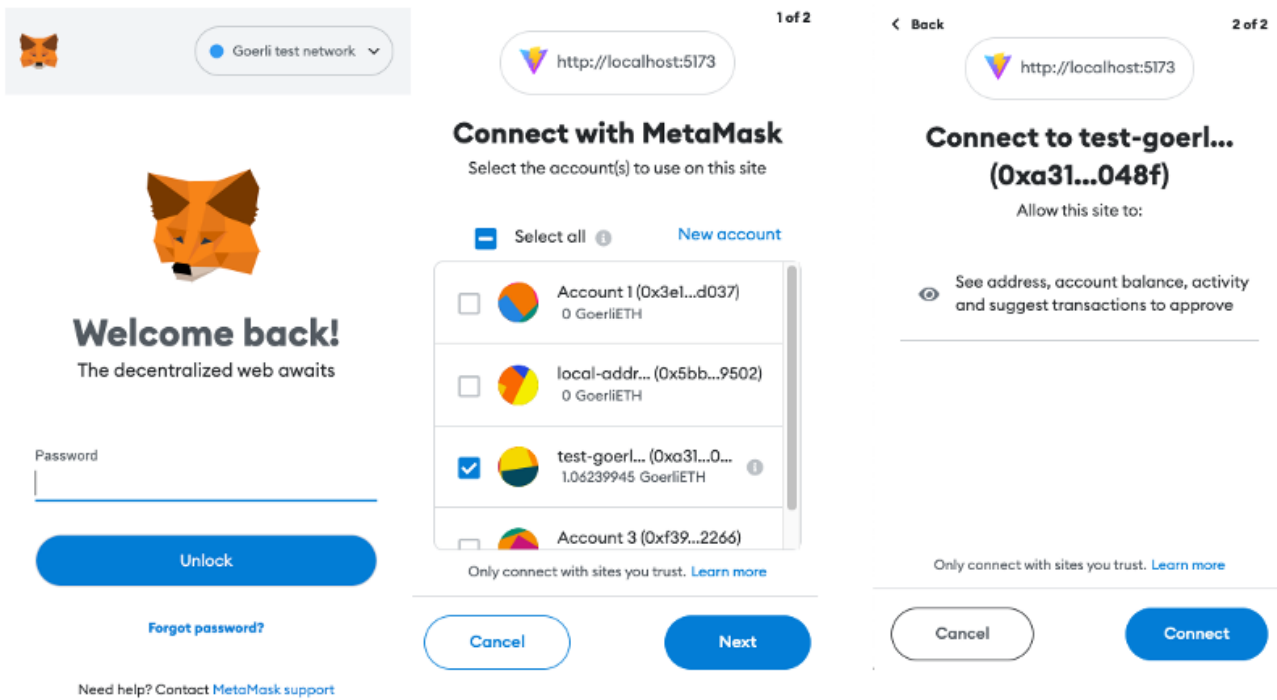 Goerli test network
Welcome back!
The decentralized web awaits
Password
Unlock
Forgot password?
Need help? Contact MetaMask support
1 of 2
http://localhost:5173
Connect with MetaMask
Select the account(s) to use on this site
Select all
New account
Account 1 (0x3e1...d037)
0 GoerliETH
local-addr... (0x5bb...9502)
0 GoerliETH
test-goerl... (0xa31...0...
1.06239945 GoerliETH
Account 3 (0xf39...2266)
Only connect with sites you trust. Learn more
Cancel
Next
Back
2 of 2
http://localhost:5173
Connect to test-goerl...
(0xa31...048f)
Allow this site to:
See address, account balance, activity
and suggest transactions to approve
Only connect with sites you trust. Learn more
Cancel
Connect